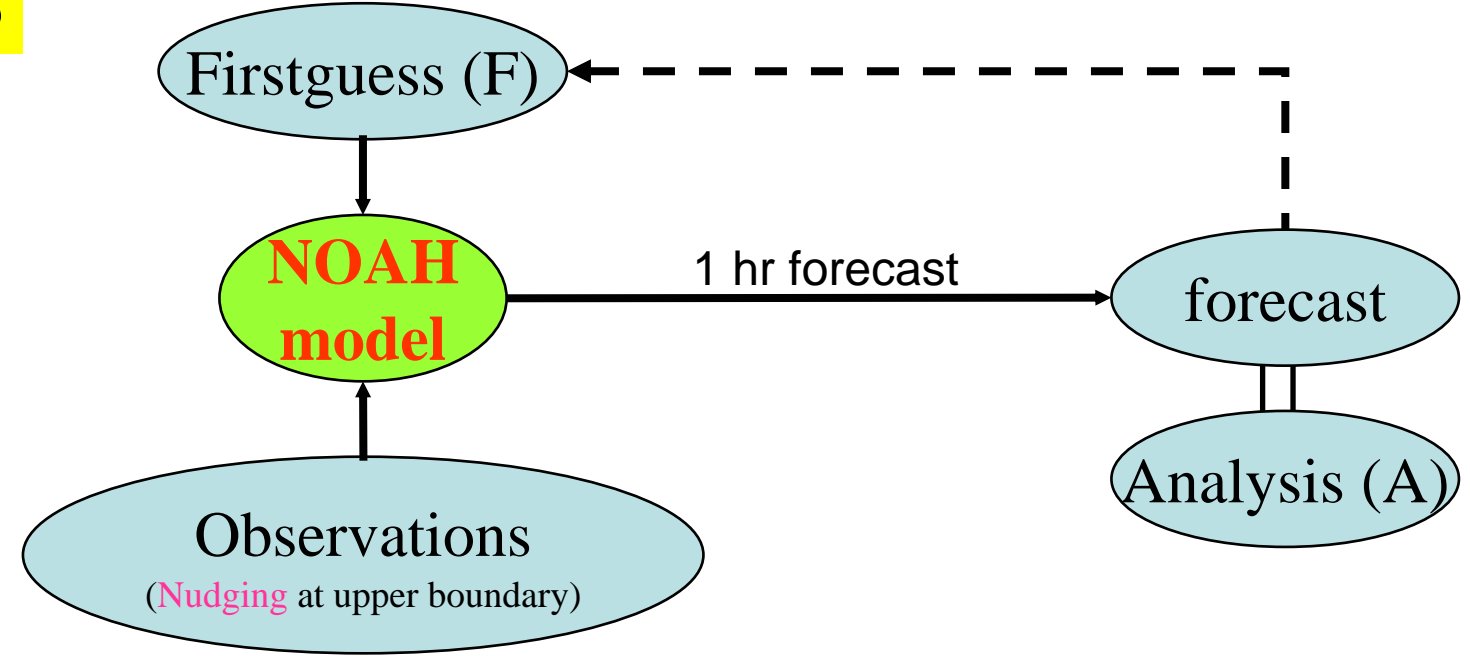 Firstguess (F)
NOAH
model
1 hr forecast
forecast
Analysis (A)
Observations
(Nudging at upper boundary)